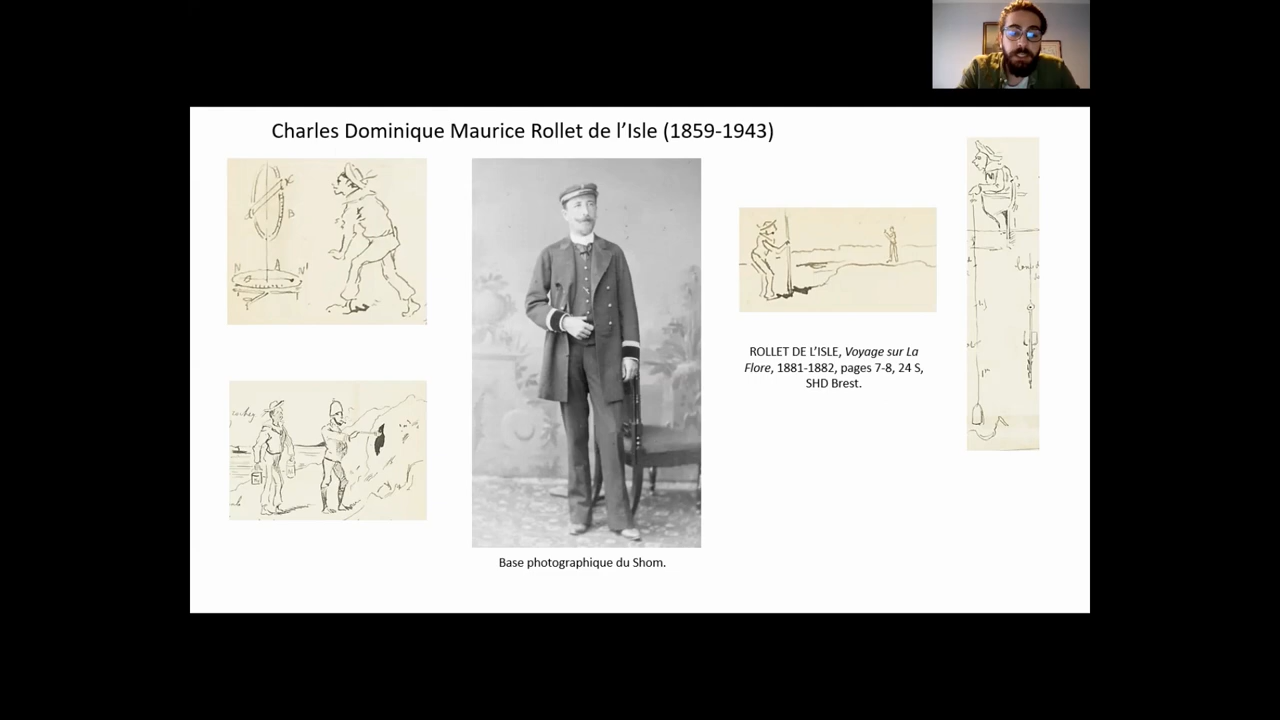 Charles Dominique Maurice Rollet de l’Isle (1859-1943)
B
N A N'
ROLLET DE L’ISLE, Voyage sur La
Flore, 1881-1882, pages 7-8, 24 S,
SHD Brest.
Base photographique du Shom.